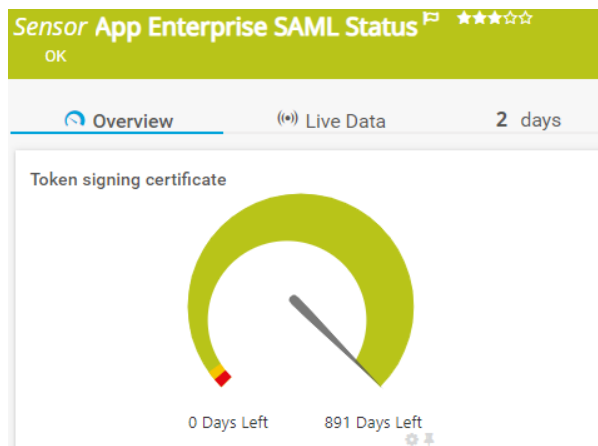 Sensor App Enterprise SAML Status
OK
Overview Live Data 2 days
Token signing certificate
0 Days Left 891 Days Left